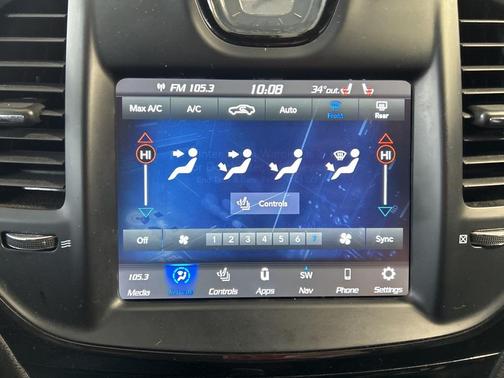 FM 105.3 10:08 34°out.
Max A/C A/C Auto Front Rear
HI HI
Controls
Off 1 2 3 4 5 6 7 Sync
105.3 SW
Media Controls Apps Nav Phone Settings